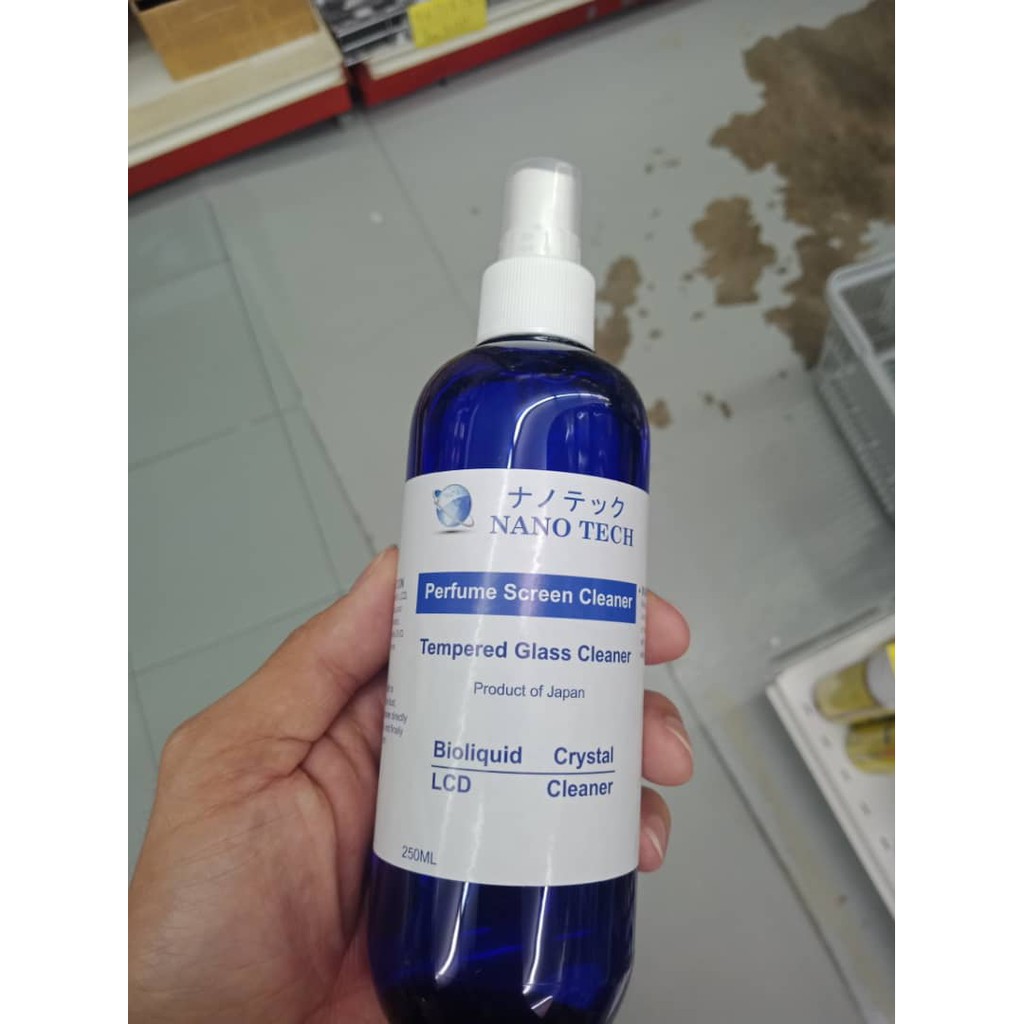 ナノテック
NANO TECH
Perfume Screen Cleaner
Tempered Glass Cleaner
Product of Japan
Bioliquid Crystal
LCD Cleaner
250ML